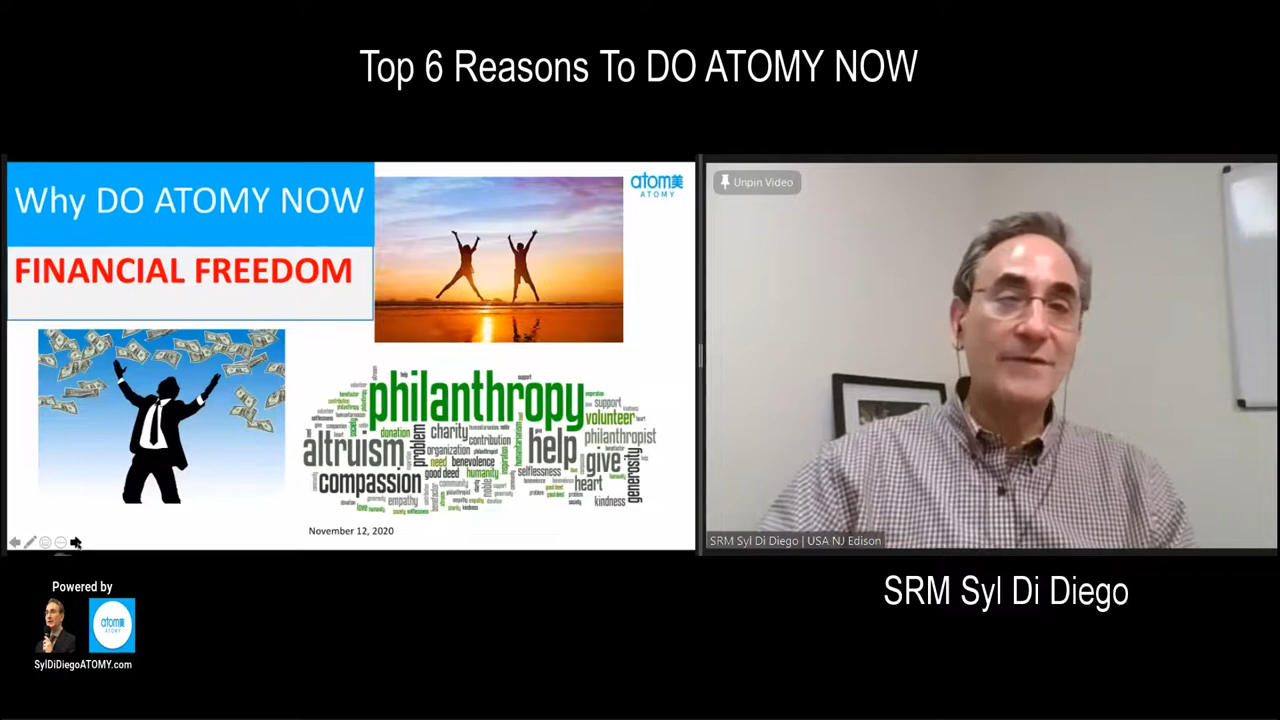 Top 6 Reasons To DO ATOMY NOW
Why DO ATOMY NOW
FINANCIAL FREEDOM
atom美
ATOMY
Unpin Video
philanthropy
support
volunteer
altruism
donation
charity
contribution
help
philanthropist
problem
organization
need
benevolence
give
compassion
good deed
humanity
selflessness
heart
generosity
empathy
community
noble
kindness
love
November 12, 2020
SRM Syl Di Diego | USA NJ Edison
SRM Syl Di Diego
Powered by
atom美
ATOMY
SylDiDiegoATOMY.com